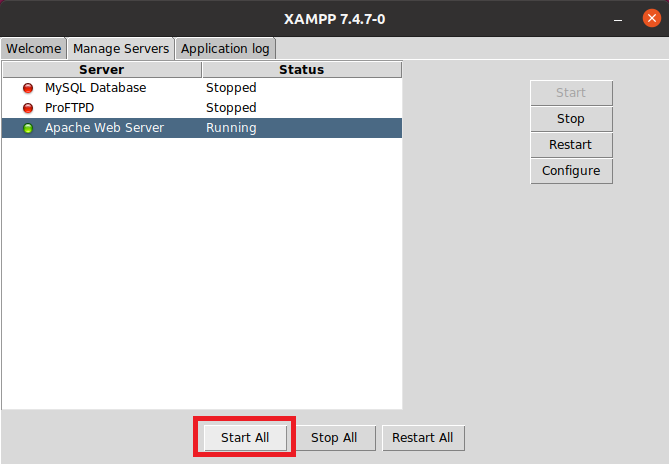 XAMPP 7.4.7-0
Welcome Manage Servers Application log
Server Status
MySQL Database Stopped
ProFTPD Stopped
Apache Web Server Running
Start
Stop
Restart
Configure
Start All Stop All Restart All